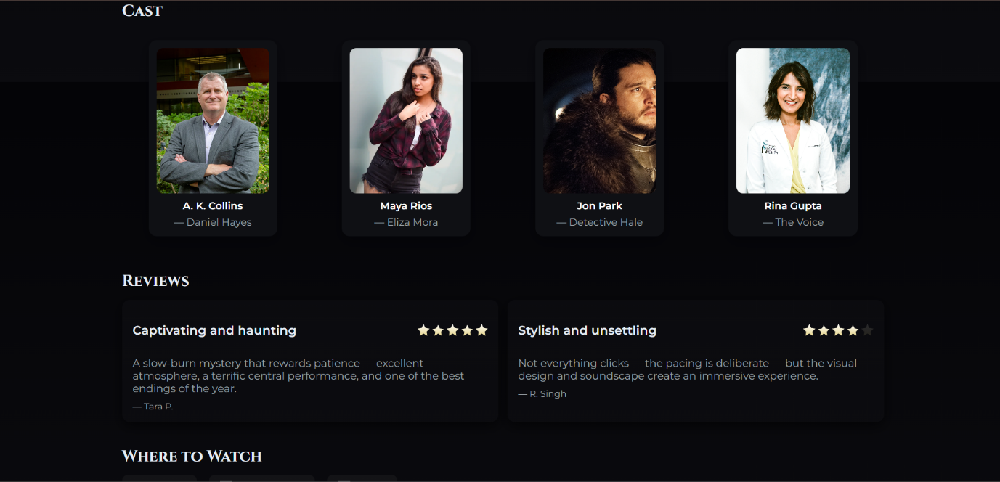 Cast
A. K. Collins
— Daniel Hayes
Maya Rios
— Eliza Mora
Jon Park
— Detective Hale
Rina Gupta
— The Voice
Reviews
Captivating and haunting
A slow-burn mystery that rewards patience — excellent
atmosphere, a terrific central performance, and one of the best
endings of the year.
— Tara P.
Stylish and unsettling
Not everything clicks — the pacing is deliberate — but the visual
design and soundscape create an immersive experience.
— R. Singh
Where to Watch